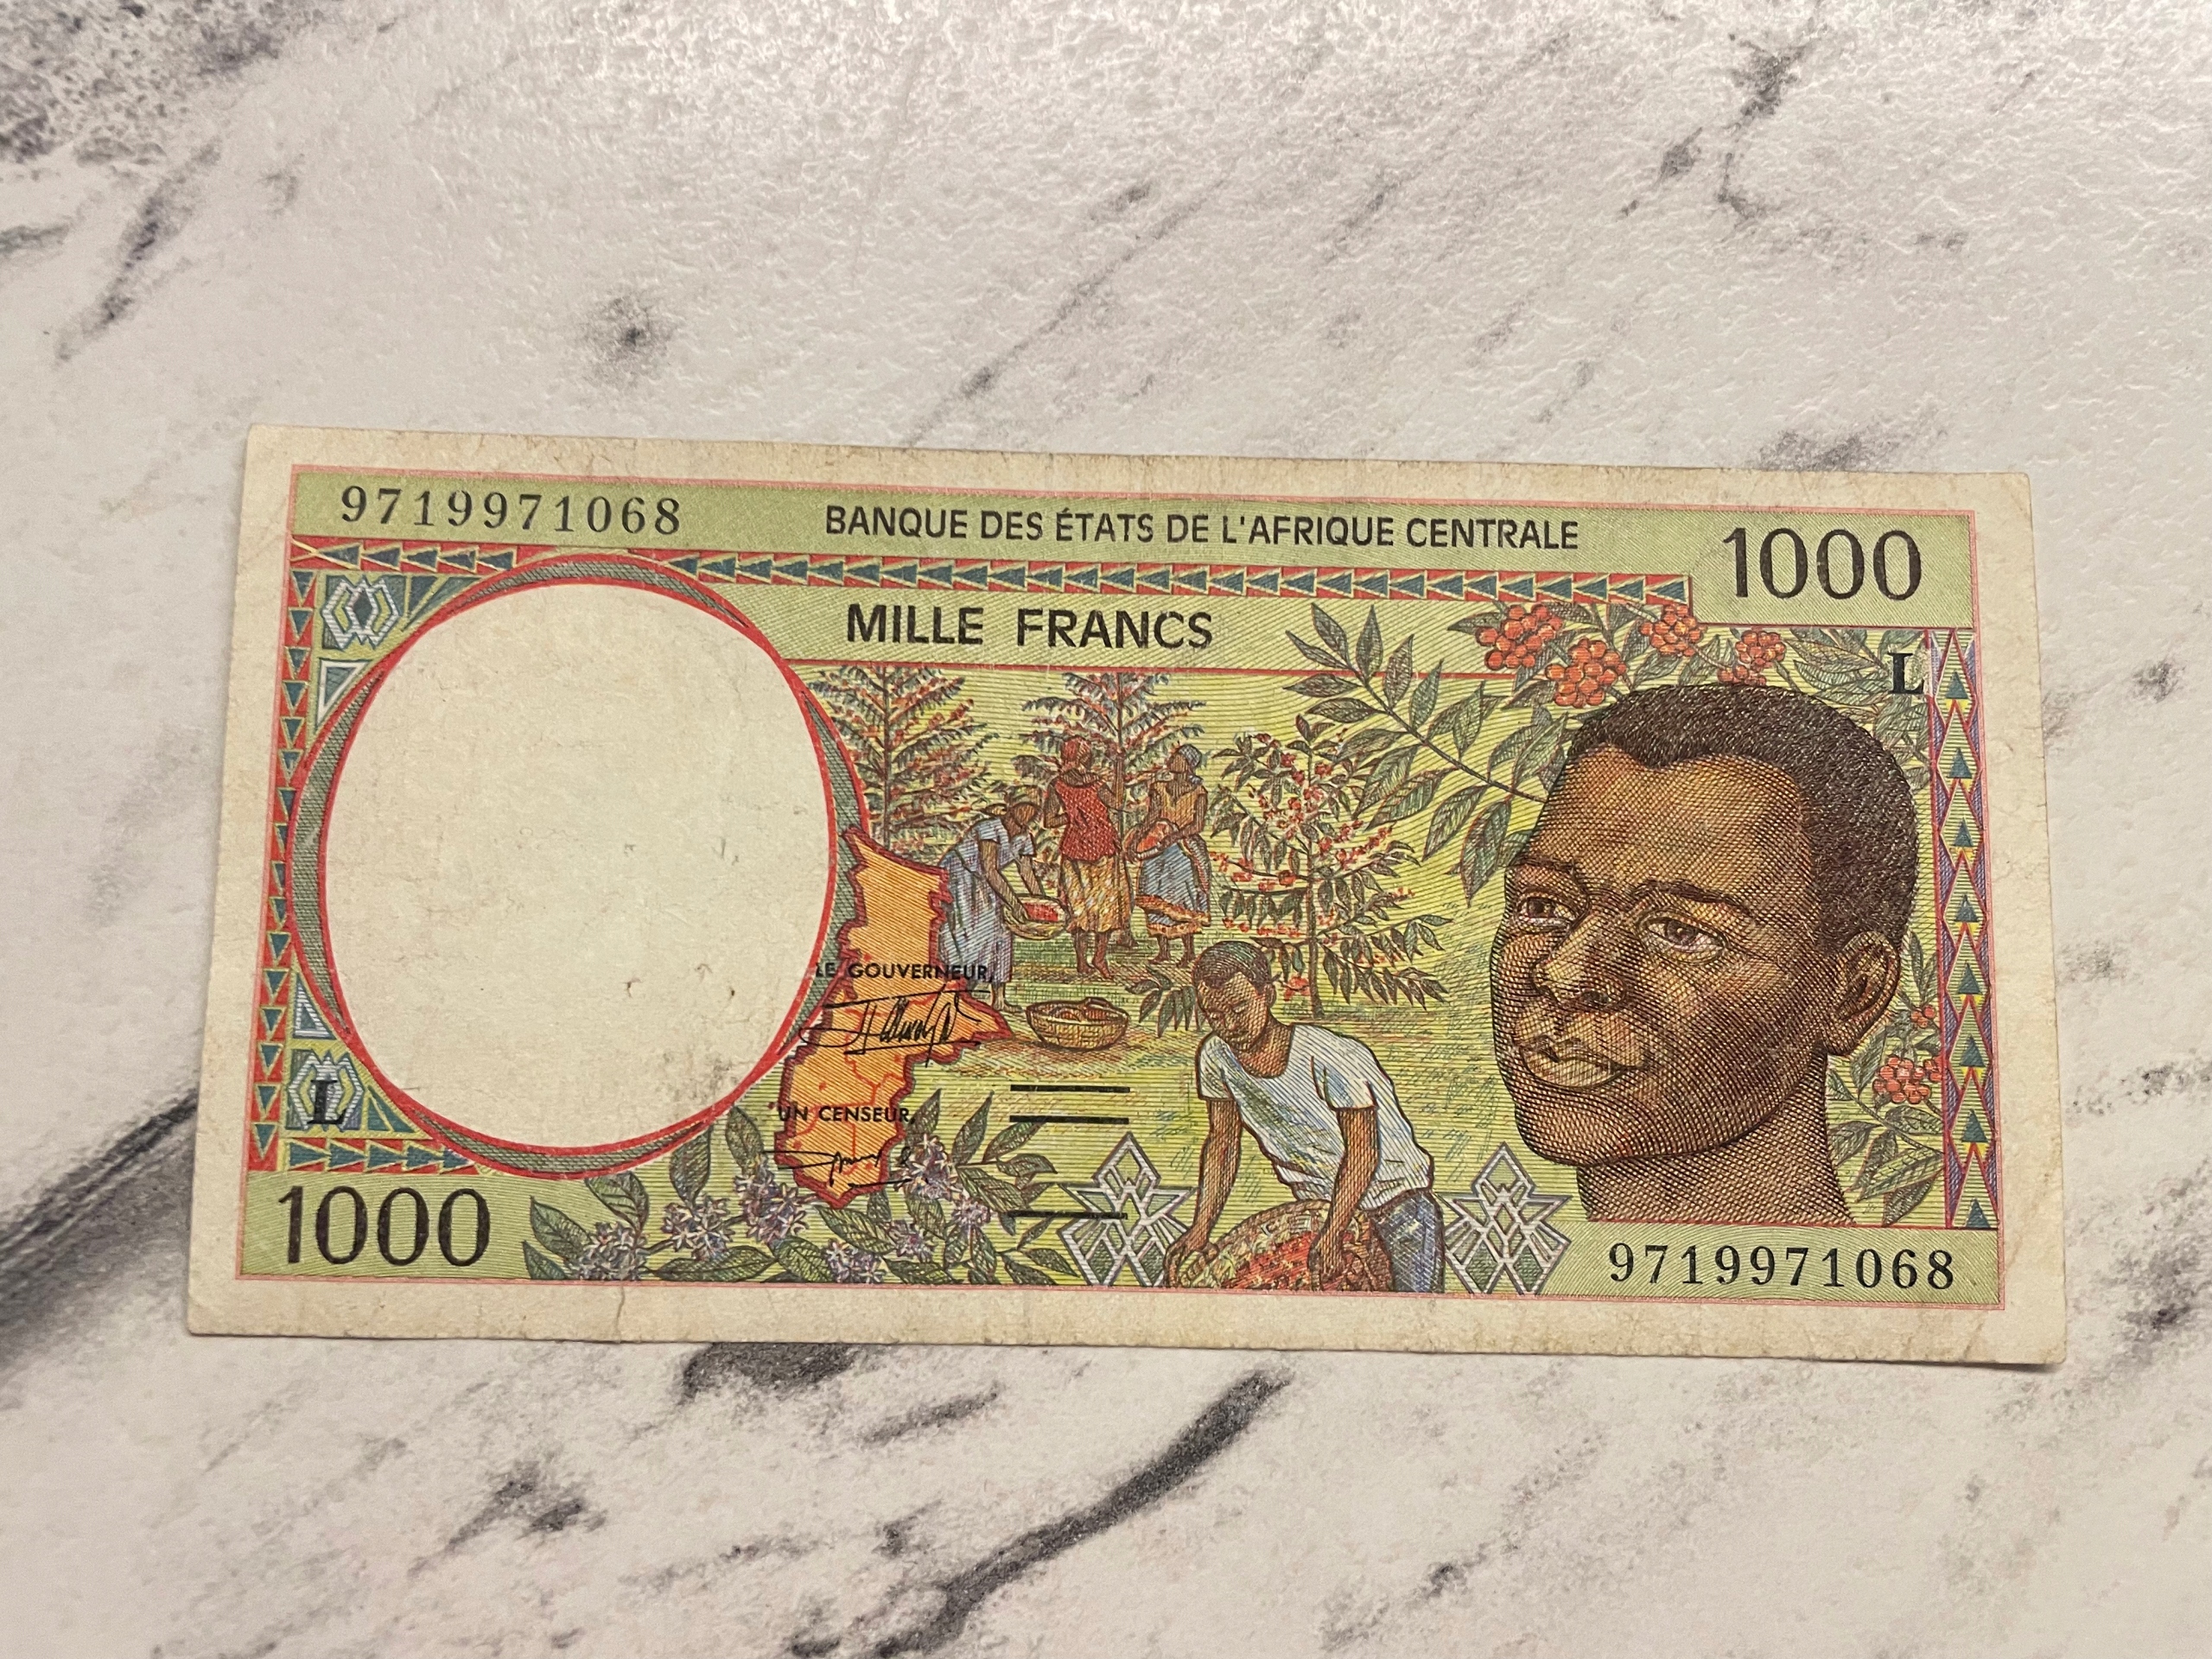 9719971068
BANQUE DES ÉTATS DE L'AFRIQUE CENTRALE
1000
MILLE FRANCS
L
LE GOUVERNEUR,
L
UN CENSEUR,
1000
9719971068